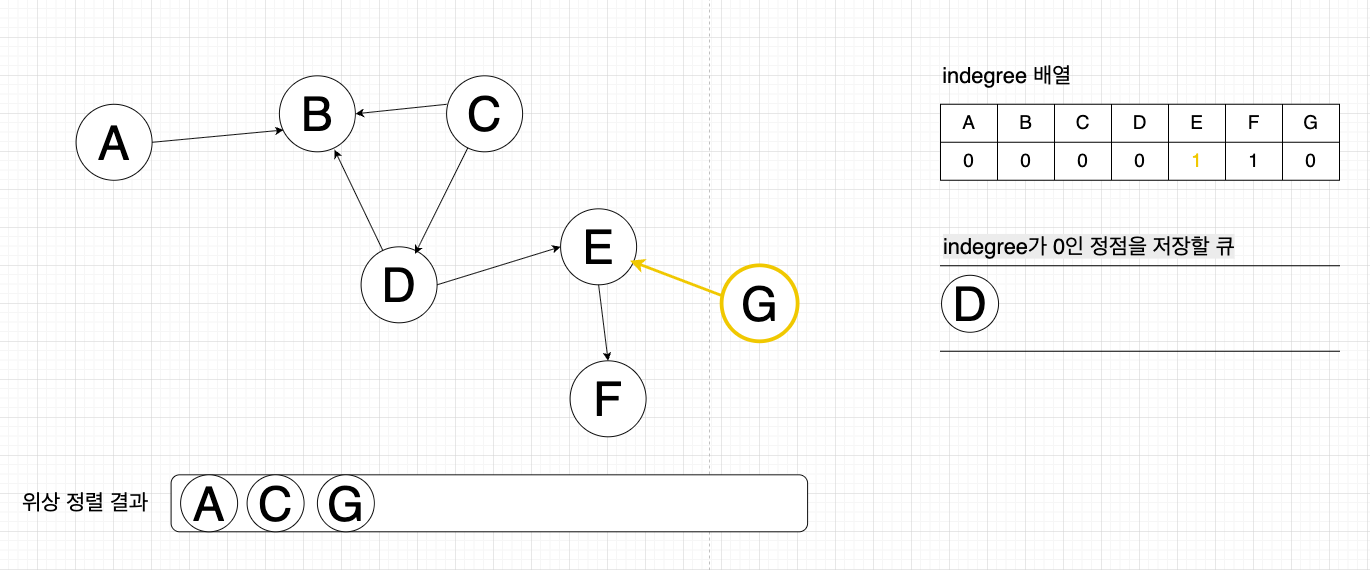 indegree 배열
A B C D E F G
0 0 0 0 1 1 0
indegree가 0인 정점을 저장할 큐
D
A
B
C
D
E
G
F
위상 정렬 결과
A C G